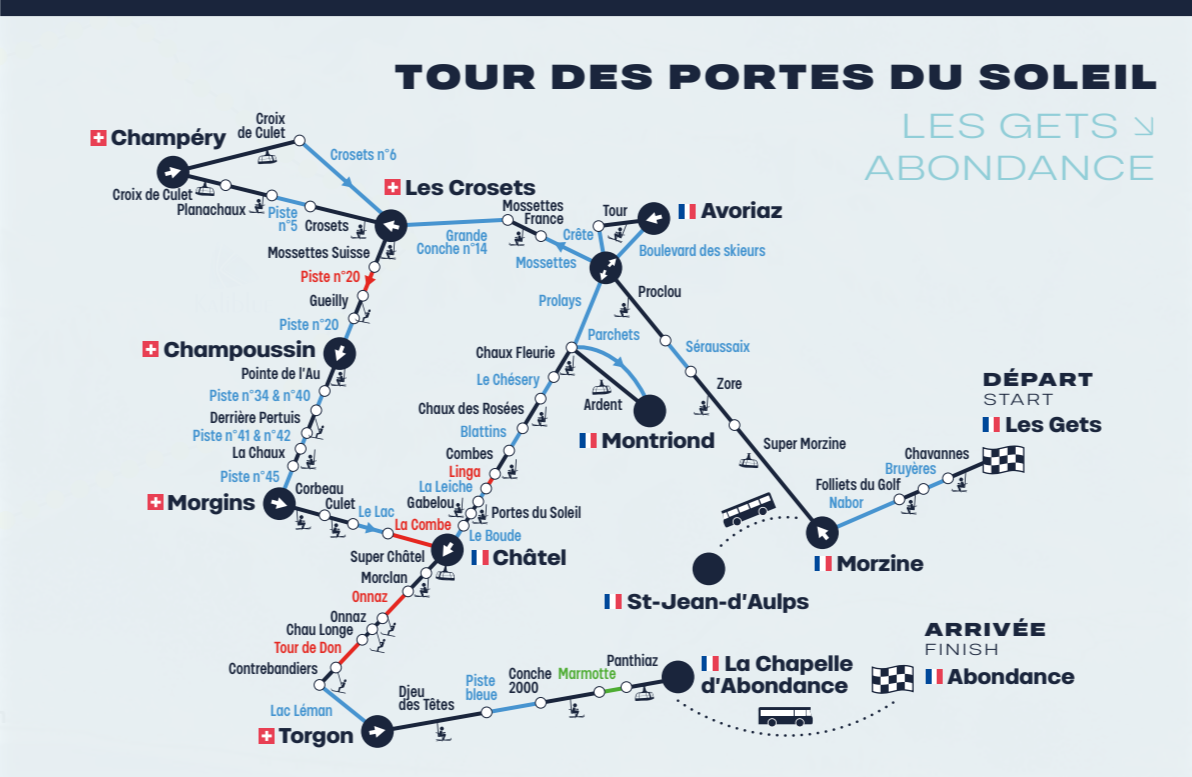 TOUR DES PORTES DU SOLEIL
LES GETS
ABONDANCE
Croix
de Culet
Champéry
Crosets n°6
Croix de Culet
Planachaux
Piste
n°5
Crosets
Les Crosets
Mossettes
France
Tour
Avoriaz
Grande
Conche n°14
Crête
Mossettes
Boulevard des skieurs
Mossettes Suisse
Piste n°20
Gueilly
Piste n°20
Prolays
Proclou
Champoussin
Parchets
Séraussaix
Chaux Fleurie
Pointe de l'Au
Le Chésery
Zore
DÉPART
START
Les Gets
Piste n°34 & n°40
Chaux des Rosées
Ardent
Derrière Pertuis
Piste n°41 & n°42
Blattins
Montriond
Super Morzine
La Chaux
Combes
Chavannes
Piste n°45
Linga
Bruyères
La Leiche
Folliets du Golf
Corbeau
Morgins
Culet
Gabelou
Nabor
Le Lac
Portes du Soleil
La Combe
Le Boude
Super Châtel
Châtel
Morzine
Morclan
Onnaz
St-Jean-d'Aulps
Onnaz
Chau Longe
Tour de Don
ARRIVÉE
FINISH
Abondance
Contrebandiers
Panthiaz
La Chapelle
d'Abondance
Conche
2000
Marmotte
Piste
bleue
Djeu
des Têtes
Lac Léman
Torgon